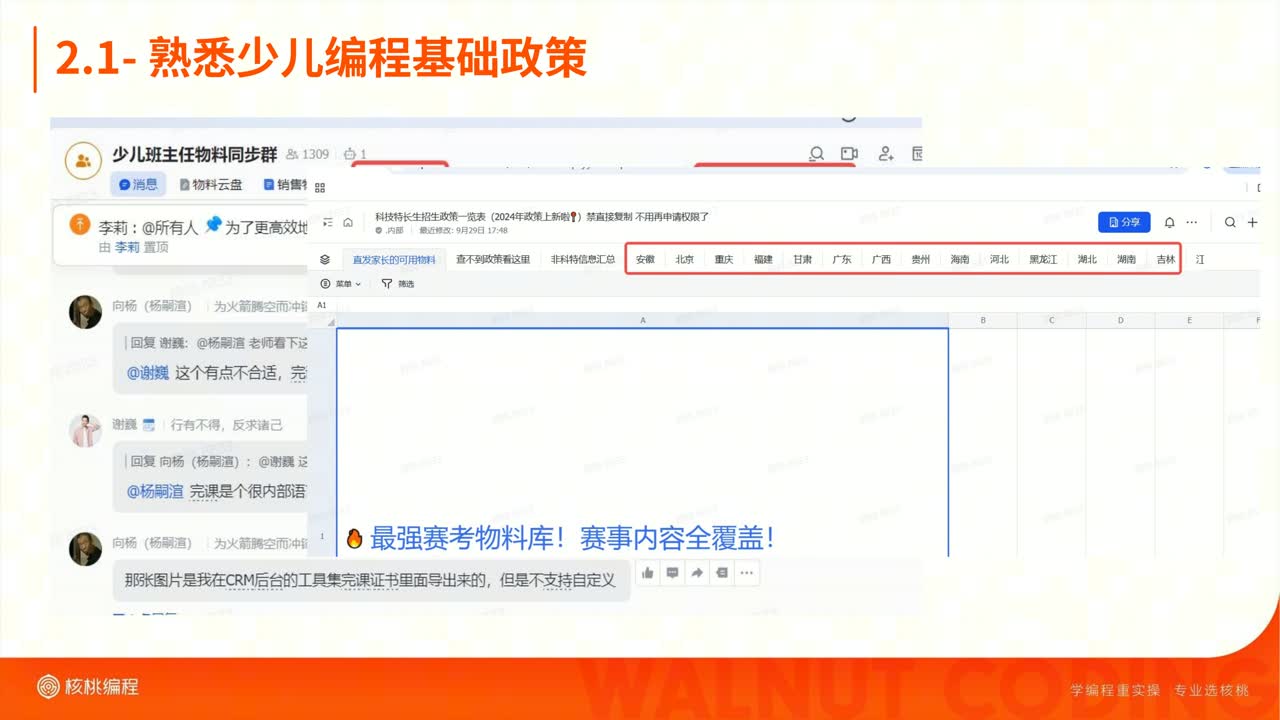 2.1- 熟悉少儿编程基础政策
少儿班主任物料同步群 1309 1
消息 物料云盘 销售物
李莉：@所有人 📌 为了更高效地
由 李莉 置顶
向杨（杨嗣渲） 为火箭腾空而冲锋
回复 谢巍: @杨嗣渲 老师看下这
@谢巍 这个有点不合适，完
谢巍 行有不得，反求诸己
回复 向杨（杨嗣渲）: @谢巍 这
@杨嗣渲 完课是个很内部语
向杨（杨嗣渲） 为火箭腾空而冲锋
那张图片是我在CRM后台的工具集完课证书里面导出来的，但是不支持自定义
科技特长生招生政策一览表（2024年政策上新啦❣）禁直接复制 不用再申请权限了
内部 最近修改: 9月29日 17:48
分享
直发家长的可用物料 查不到政策看这里 非科特信息汇总 安徽 北京 重庆 福建 甘肃 广东 广西 贵州 海南 河北 黑龙江 湖北 湖南 吉林 江
菜单 筛选
A1
A B C D E F
1 🔥 最强赛考物料库！赛事内容全覆盖！
核桃编程
WALNUT CODING
学编程重实操 专业选核桃